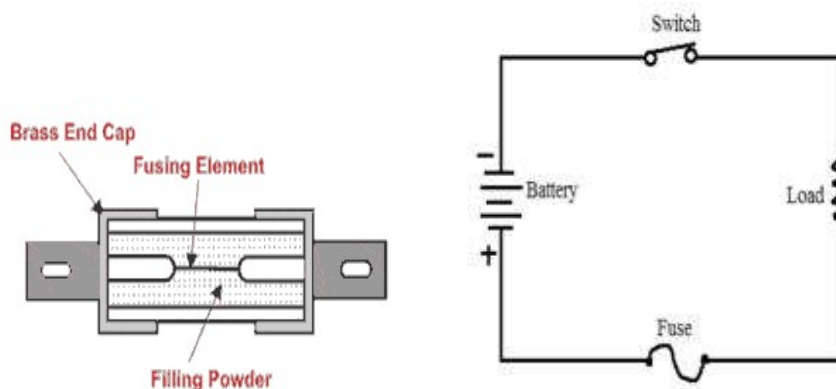 Brass End Cap
Fusing Element
Filling Powder
Switch
-
Battery
+
Load
Fuse